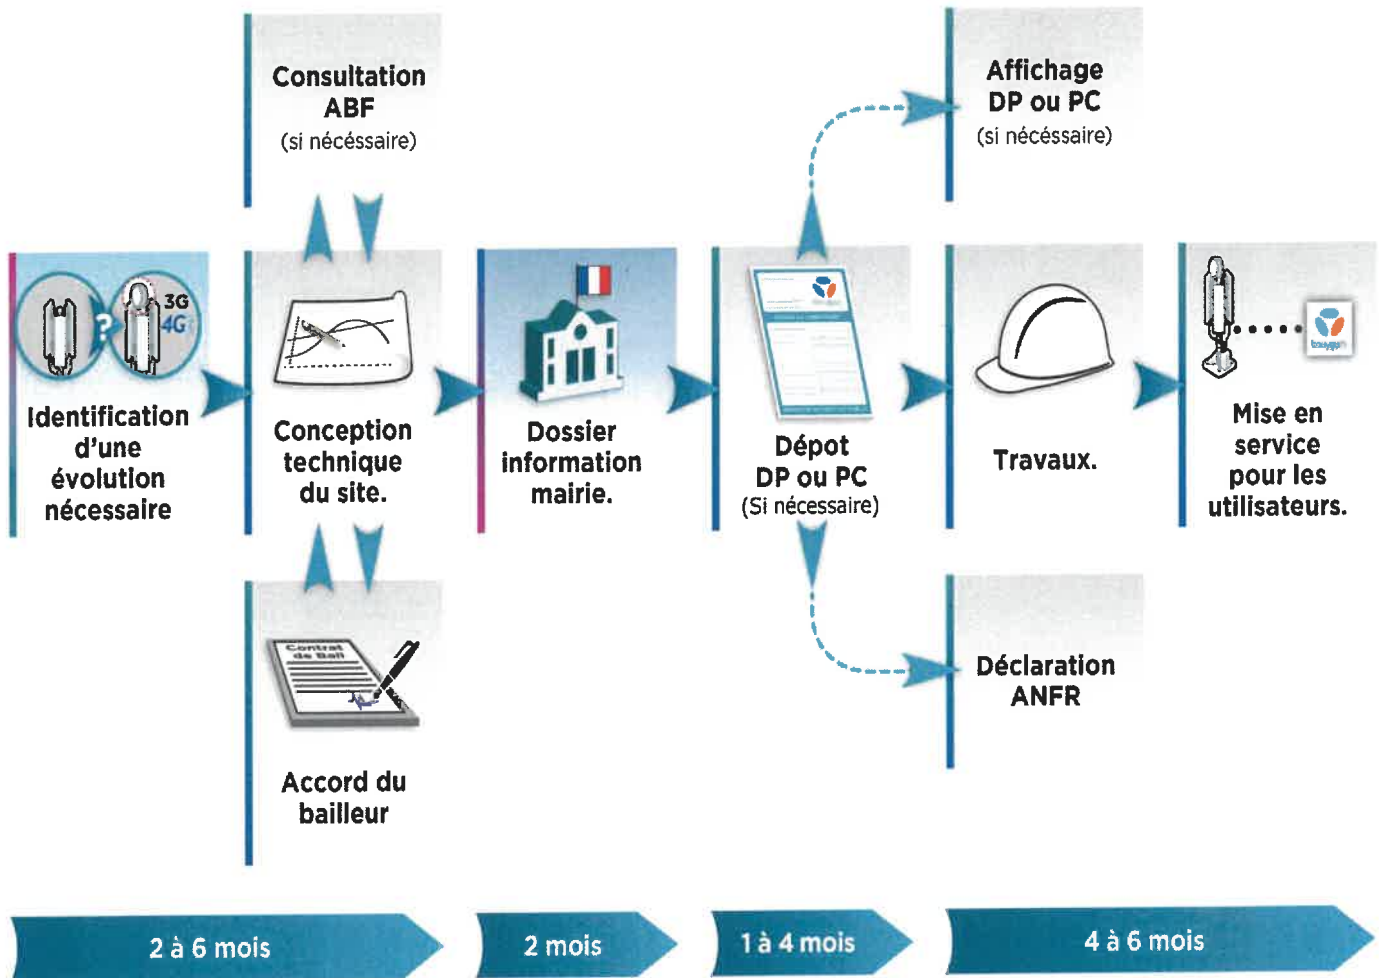 Consultation
ABF
(si nécéssaire)
Affichage
DP ou PC
(si nécéssaire)
3G
4G
?
Identification
d'une
évolution
nécessaire
Conception
technique
du site.
Dossier
information
mairie.
Dépot
DP ou PC
(Si nécessaire)
Travaux.
Mise en
service
pour les
utilisateurs.
Contrat
de Bail
Accord du
bailleur
Déclaration
ANFR
2 à 6 mois
2 mois
1 à 4 mois
4 à 6 mois